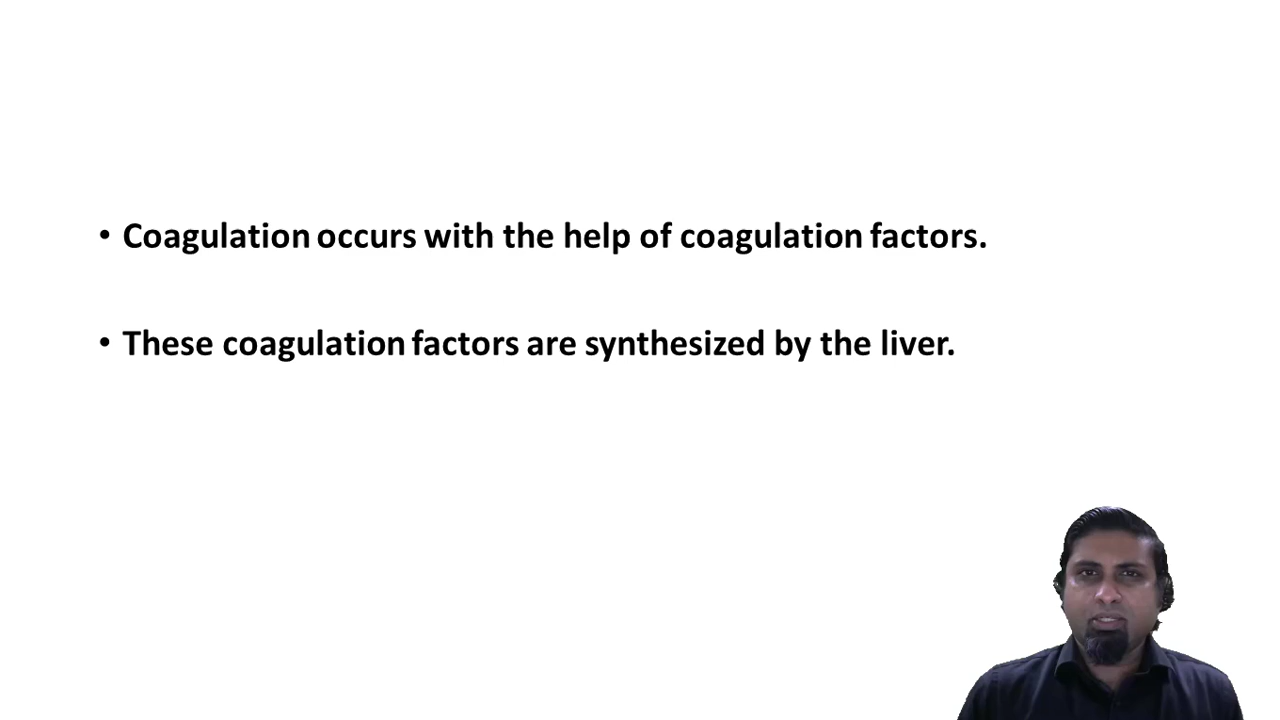 • Coagulation occurs with the help of coagulation factors.
• These coagulation factors are synthesized by the liver.